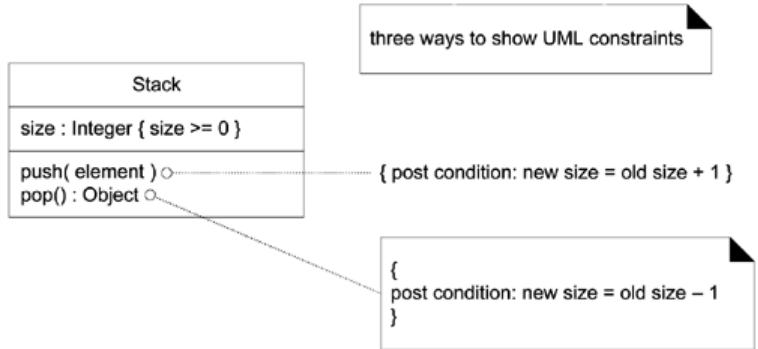 three ways to show UML constraints
Stack
size : Integer { size >= 0 }
push( element )
{ post condition: new size = old size + 1 }
pop() : Object
{
post condition: new size = old size – 1
}